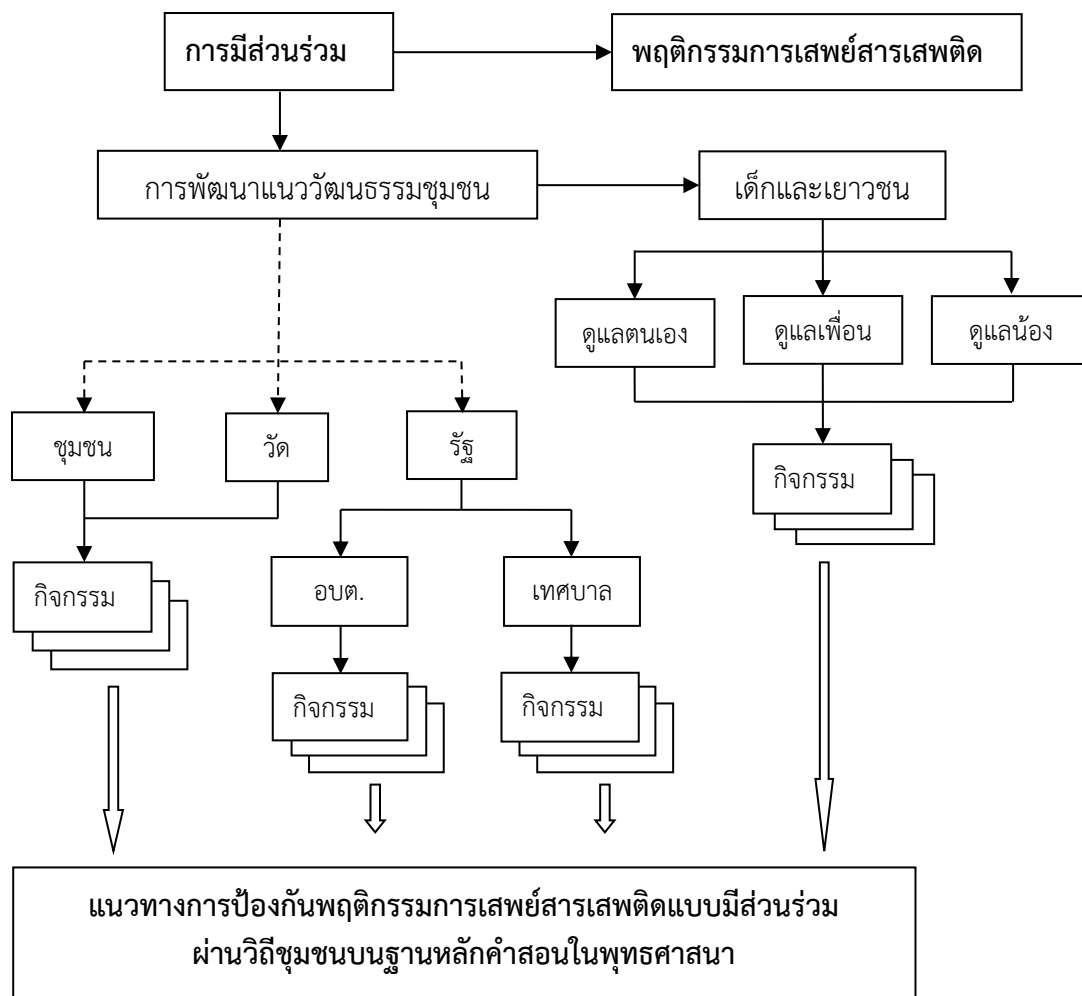 การมีส่วนร่วม
พฤติกรรมการเสพย์สารเสพติด
การพัฒนาแนววัฒนธรรมชุมชน
เด็กและเยาวชน
ดูแลตนเอง
ดูแลเพื่อน
ดูแลน้อง
ชุมชน
วัด
รัฐ
กิจกรรม
กิจกรรม
อบต.
เทศบาล
กิจกรรม
กิจกรรม
แนวทางการป้องกันพฤติกรรมการเสพย์สารเสพติดแบบมีส่วนร่วม
ผ่านวิถีชุมชนบนฐานหลักคำสอนในพุทธศาสนา